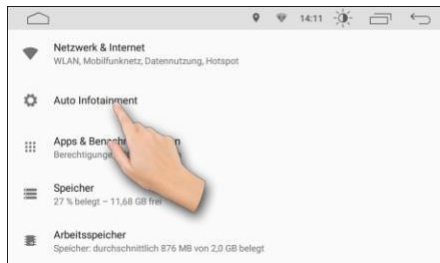 14:11
Netzwerk & Internet
WLAN, Mobilfunknetz, Datennutzung, Hotspot
Auto Infotainment
Apps &
Speicher
27 % belegt – 11,68 GB frei
Arbeitsspeicher
Speicher: durchschnittlich 876 MB von 2,0 GB belegt